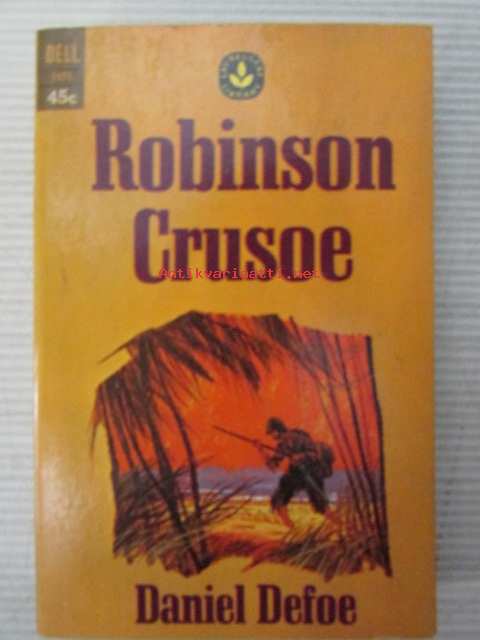 DELL
45c
Robinson
Crusoe
Antikvariaatti.net
Daniel Defoe